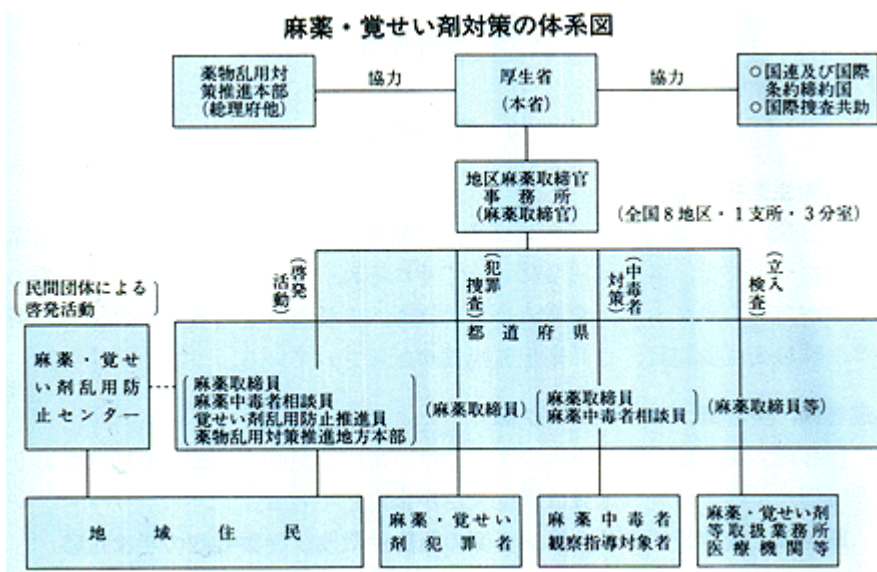 麻薬・覚せい剤対策の体系図
薬物乱用対
策推進本部
(総理府他)
協力
厚生省
(本省)
協力
○国連及び国際
条約締約国
○国際捜査共助
地区麻薬取締官
事務所
(麻薬取締官)
(全国8地区・1支所・3分室)
(啓発
活動)
(犯罪
捜査)
(中毒者
対策)
(立入
検査)
(民間団体による
啓発活動)
都道府県
麻薬・覚せ
い剤乱用防
止センター
麻薬取締員
麻薬中毒者相談員
覚せい剤乱用防止推進員
薬物乱用対策推進地方本部
(麻薬取締員)
麻薬取締員
麻薬中毒者相談員
(麻薬取締員等)
地域住民
麻薬・覚せい
剤犯罪者
麻薬中毒者
観察指導対象者
麻薬・覚せい剤
等取扱業務所
医療機関等